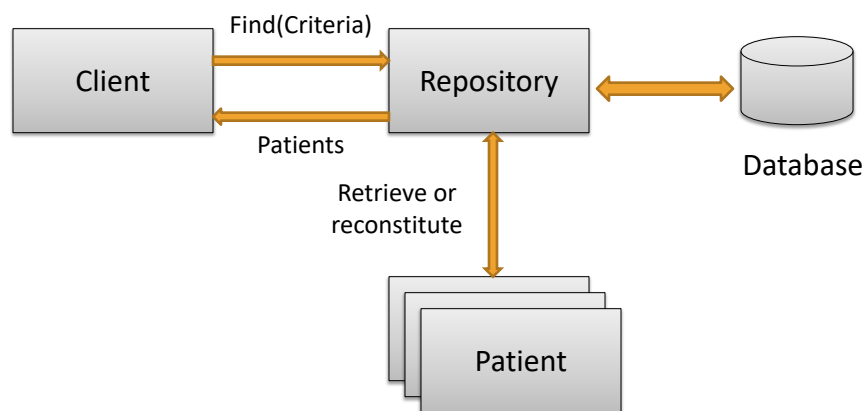 Find(Criteria)
Client
Repository
Patients
Database
Retrieve or
reconstitute
Patient